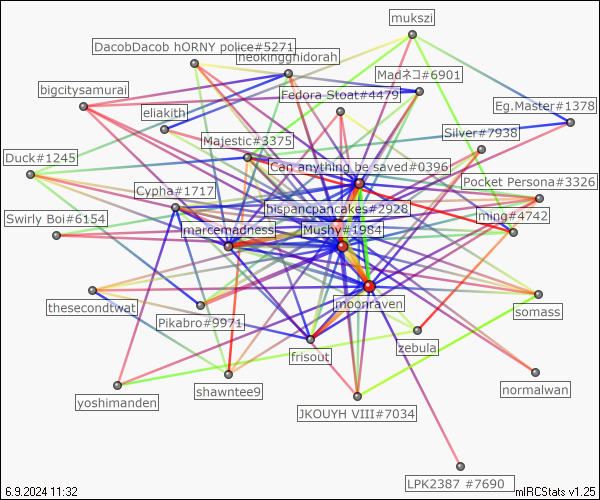 mukszi
DacobDacob hORNY police#5271
neokingghidorah
Madネコ#6901
bigcitysamurai
Fedora Stoat#4479
Eg.Master#1378
eliakith
Silver#7938
Majestic#3375
Duck#1245
Can anything be saved#0396
Pocket Persona#3326
Cypha#1717
hispancpancakes#2928
Swirly Boi#6154
ming#4742
marcemadness
Mushy#1984
moonraven
thesecondtwat
somass
Pikabro#9971
zebula
frisout
shawntee9
normalwan
yoshimanden
JKOUYH VIII#7034
LPK2387 #7690
6.9.2024 11:32
mIRCStats v1.25